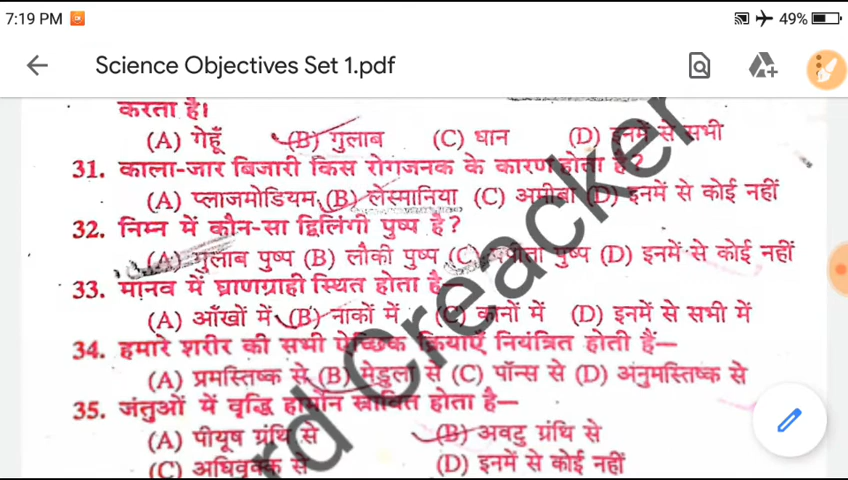 7:19 PM 49%
Science Objectives Set 1.pdf
करता है।
(A) गेहूँ (B) गुलाब (C) धान (D) इनमें से सभी
31. काला-जार बिजारी किस रोगजनक के कारण होता है?
(A) प्लाजमोडियम (B) लेस्मानिया (C) अमीबा (D) इनमें से कोई नहीं
32. निम्न में कौन-सा द्विलिंगी पुष्प है?
(A) गुलाब पुष्प (B) लौकी पुष्प (C) पपीता पुष्प (D) इनमें से कोई नहीं
33. मानव में घ्राणग्राही स्थित होता है-
(A) आँखों में (B) नाकों में (C) कानों में (D) इनमें से सभी में
34. हमारे शरीर की सभी ऐच्छिक क्रियाएँ नियंत्रित होती हैं—
(A) प्रमस्तिष्क से (B) मेडुला से (C) पॉन्स से (D) अंनुमस्तिष्क से
35. जंतुओं में वृद्धि हार्मोन स्रावित होता है—
(A) पीयूष ग्रंथि से (B) अवटु ग्रंथि से
(C) अधिवृक्क से (D) इनमें से कोई नहीं
rd Creacker